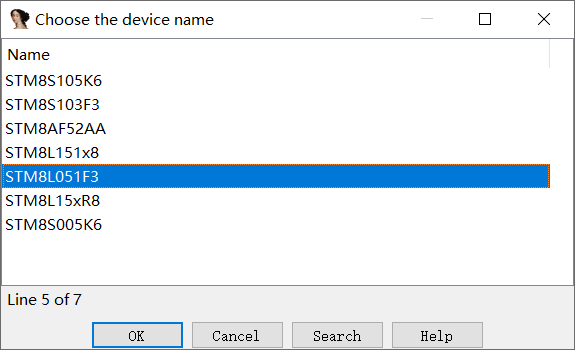 Choose the device name
Name
STM8S105K6
STM8S103F3
STM8AF52AA
STM8L151x8
STM8L051F3
STM8L15xR8
STM8S005K6
Line 5 of 7
OK Cancel Search Help